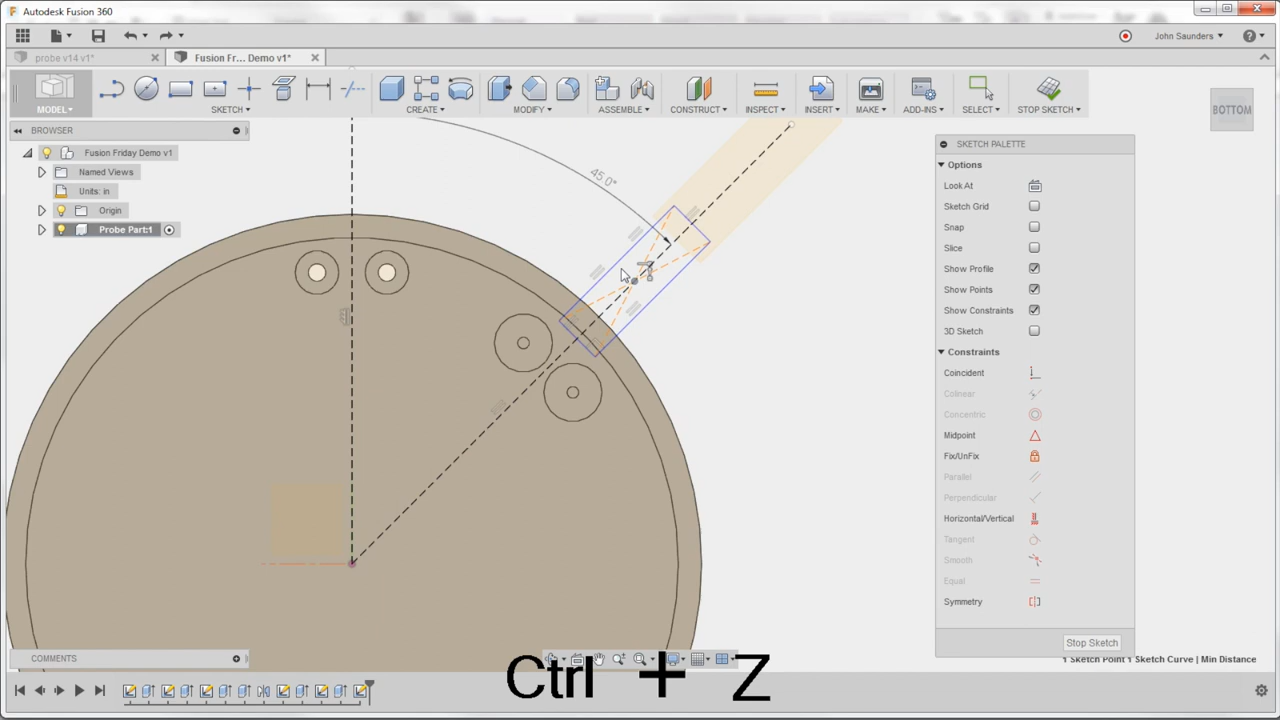 Autodesk Fusion 360
probe v14 v1*
Fusion Fr... Demo v1*
John Saunders
MODEL
SKETCH
CREATE
MODIFY
ASSEMBLE
CONSTRUCT
INSPECT
INSERT
MAKE
ADD-INS
SELECT
STOP SKETCH
BROWSER
Fusion Friday Demo v1
Named Views
Units: in
Origin
Probe Part:1
45.0°
BOTTOM
SKETCH PALETTE
Options
Look At
Sketch Grid
Snap
Slice
Show Profile
Show Points
Show Constraints
3D Sketch
Constraints
Coincident
Colinear
Concentric
Midpoint
Fix/UnFix
Parallel
Perpendicular
Horizontal/Vertical
Tangent
Smooth
Equal
Symmetry
Stop Sketch
COMMENTS
1 Sketch Point 1 Sketch Curve | Min Distance
Ctrl + Z